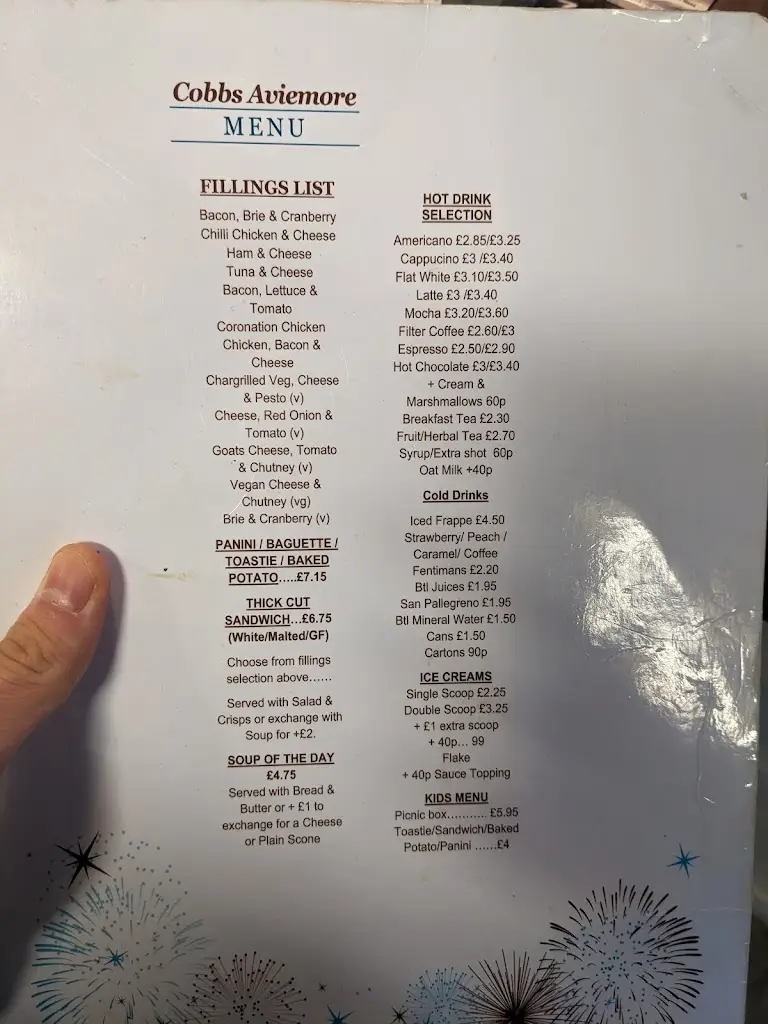 Cobbs Aviemore
MENU
FILLINGS LIST
Bacon, Brie & Cranberry
Chilli Chicken & Cheese
Ham & Cheese
Tuna & Cheese
Bacon, Lettuce &
Tomato
Coronation Chicken
Chicken, Bacon &
Cheese
Chargrilled Veg, Cheese
& Pesto (v)
Cheese, Red Onion &
Tomato (v)
Goats Cheese, Tomato
& Chutney (v)
Vegan Cheese &
Chutney (vg)
Brie & Cranberry (v)
PANINI / BAGUETTE /
TOASTIE / BAKED
POTATO.....£7.15
THICK CUT
SANDWICH...£6.75
(White/Malted/GF)
Choose from fillings
selection above......
Served with Salad &
Crisps or exchange with
Soup for +£2.
SOUP OF THE DAY
£4.75
Served with Bread &
Butter or + £1 to
exchange for a Cheese
or Plain Scone
HOT DRINK
SELECTION
Americano £2.85/£3.25
Cappucino £3 /£3.40
Flat White £3.10/£3.50
Latte £3 /£3.40
Mocha £3.20/£3.60
Filter Coffee £2.60/£3
Espresso £2.50/£2.90
Hot Chocolate £3/£3.40
+ Cream &
Marshmallows 60p
Breakfast Tea £2.30
Fruit/Herbal Tea £2.70
Syrup/Extra shot 60p
Oat Milk +40p
Cold Drinks
Iced Frappe £4.50
Strawberry/ Peach /
Caramel/ Coffee
Fentimans £2.20
Btl Juices £1.95
San Pallegreno £1.95
Btl Mineral Water £1.50
Cans £1.50
Cartons 90p
ICE CREAMS
Single Scoop £2.25
Double Scoop £3.25
+ £1 extra scoop
+ 40p... 99
Flake
+ 40p Sauce Topping
KIDS MENU
Picnic box........... £5.95
Toastie/Sandwich/Baked
Potato/Panini ......£4